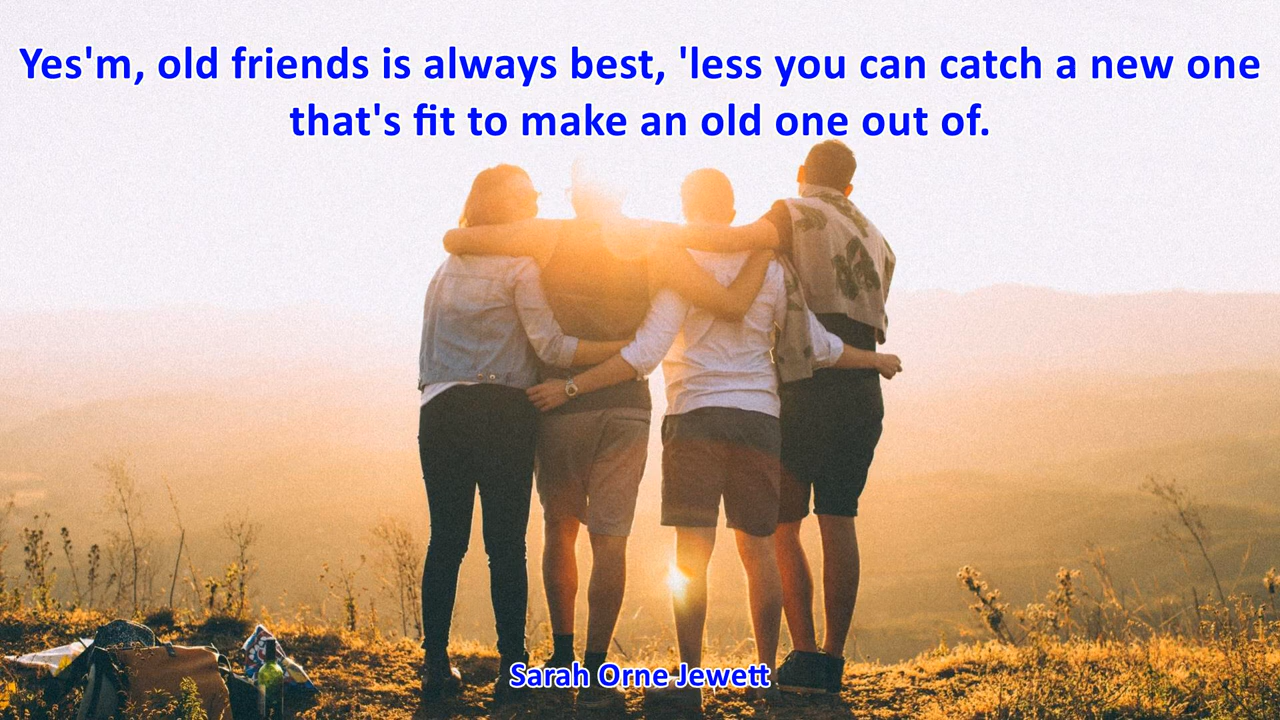 Yes'm, old friends is always best, 'less you can catch a new one
that's fit to make an old one out of.
Sarah Orne Jewett